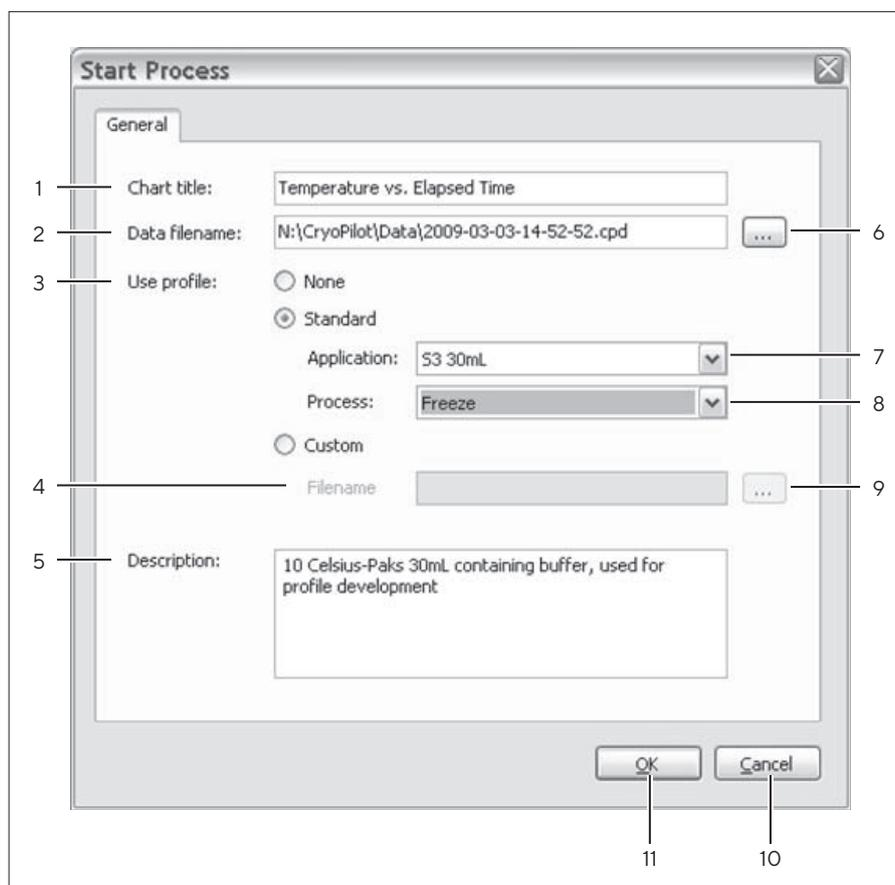 Start Process
General
1 Chart title: Temperature vs. Elapsed Time
2 Data filename: N:\CryoPilot\Data\2009-03-03-14-52-52.cpd ... 6
3 Use profile: None
Standard
Application: S3 30mL 7
Process: Freeze 8
Custom
4 Filename ... 9
5 Description: 10 Celsius-Paks 30mL containing buffer, used for
profile development
OK Cancel
11 10